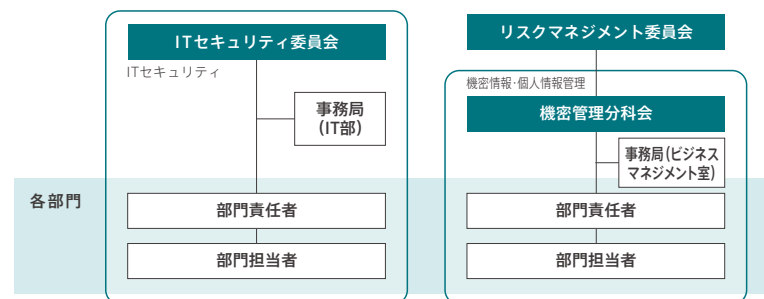 ITセキュリティ委員会
ITセキュリティ
事務局
(IT部)
リスクマネジメント委員会
機密情報・個人情報管理
機密管理分科会
事務局(ビジネス
マネジメント室)
各部門
部門責任者
部門担当者
部門責任者
部門担当者